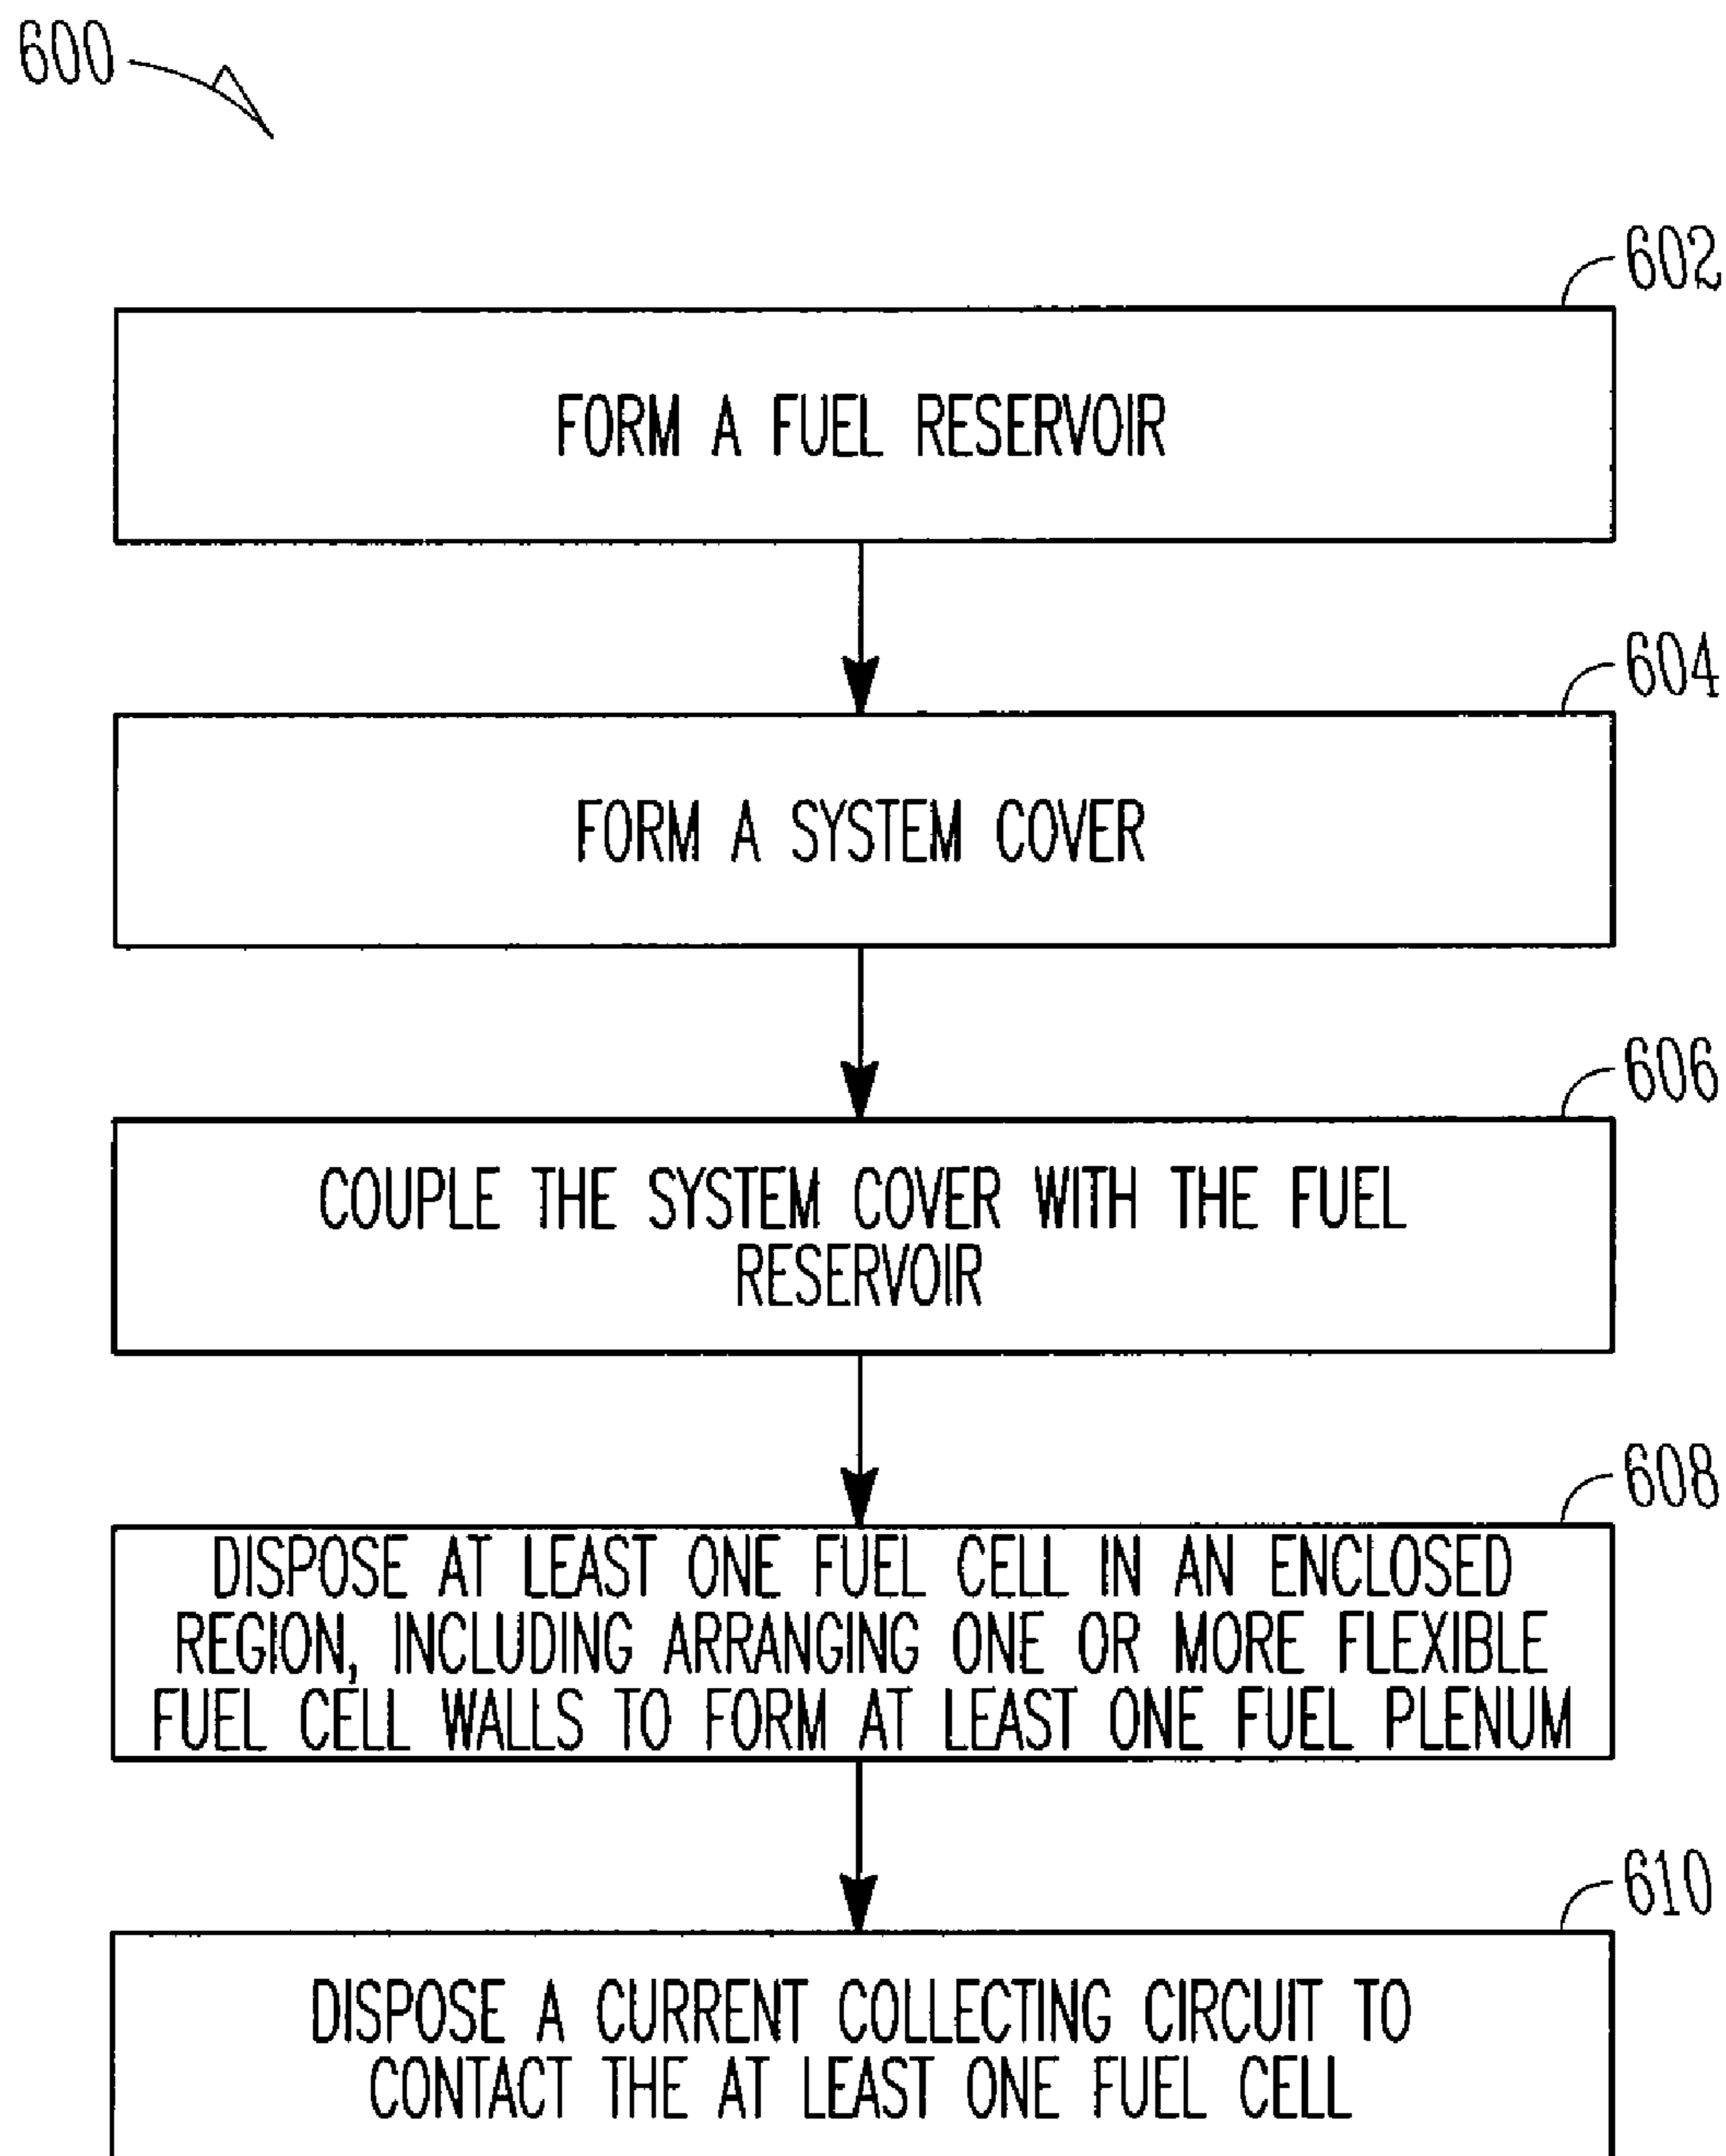 600
602
FORM A FUEL RESERVOIR
604
FORM A SYSTEM COVER
606
COUPLE THE SYSTEM COVER WITH THE FUEL
RESERVOIR
608
DISPOSE AT LEAST ONE FUEL CELL IN AN ENCLOSED
REGION, INCLUDING ARRANGING ONE OR MORE FLEXIBLE
FUEL CELL WALLS TO FORM AT LEAST ONE FUEL PLENUM
610
DISPOSE A CURRENT COLLECTING CIRCUIT TO
CONTACT THE AT LEAST ONE FUEL CELL